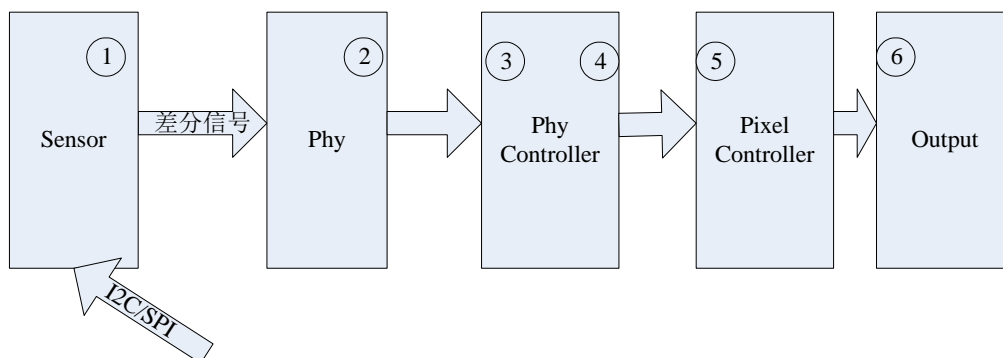 ①
Sensor
差分信号
②
Phy
③
④
Phy
Controller
⑤
Pixel
Controller
⑥
Output
I2C/SPI